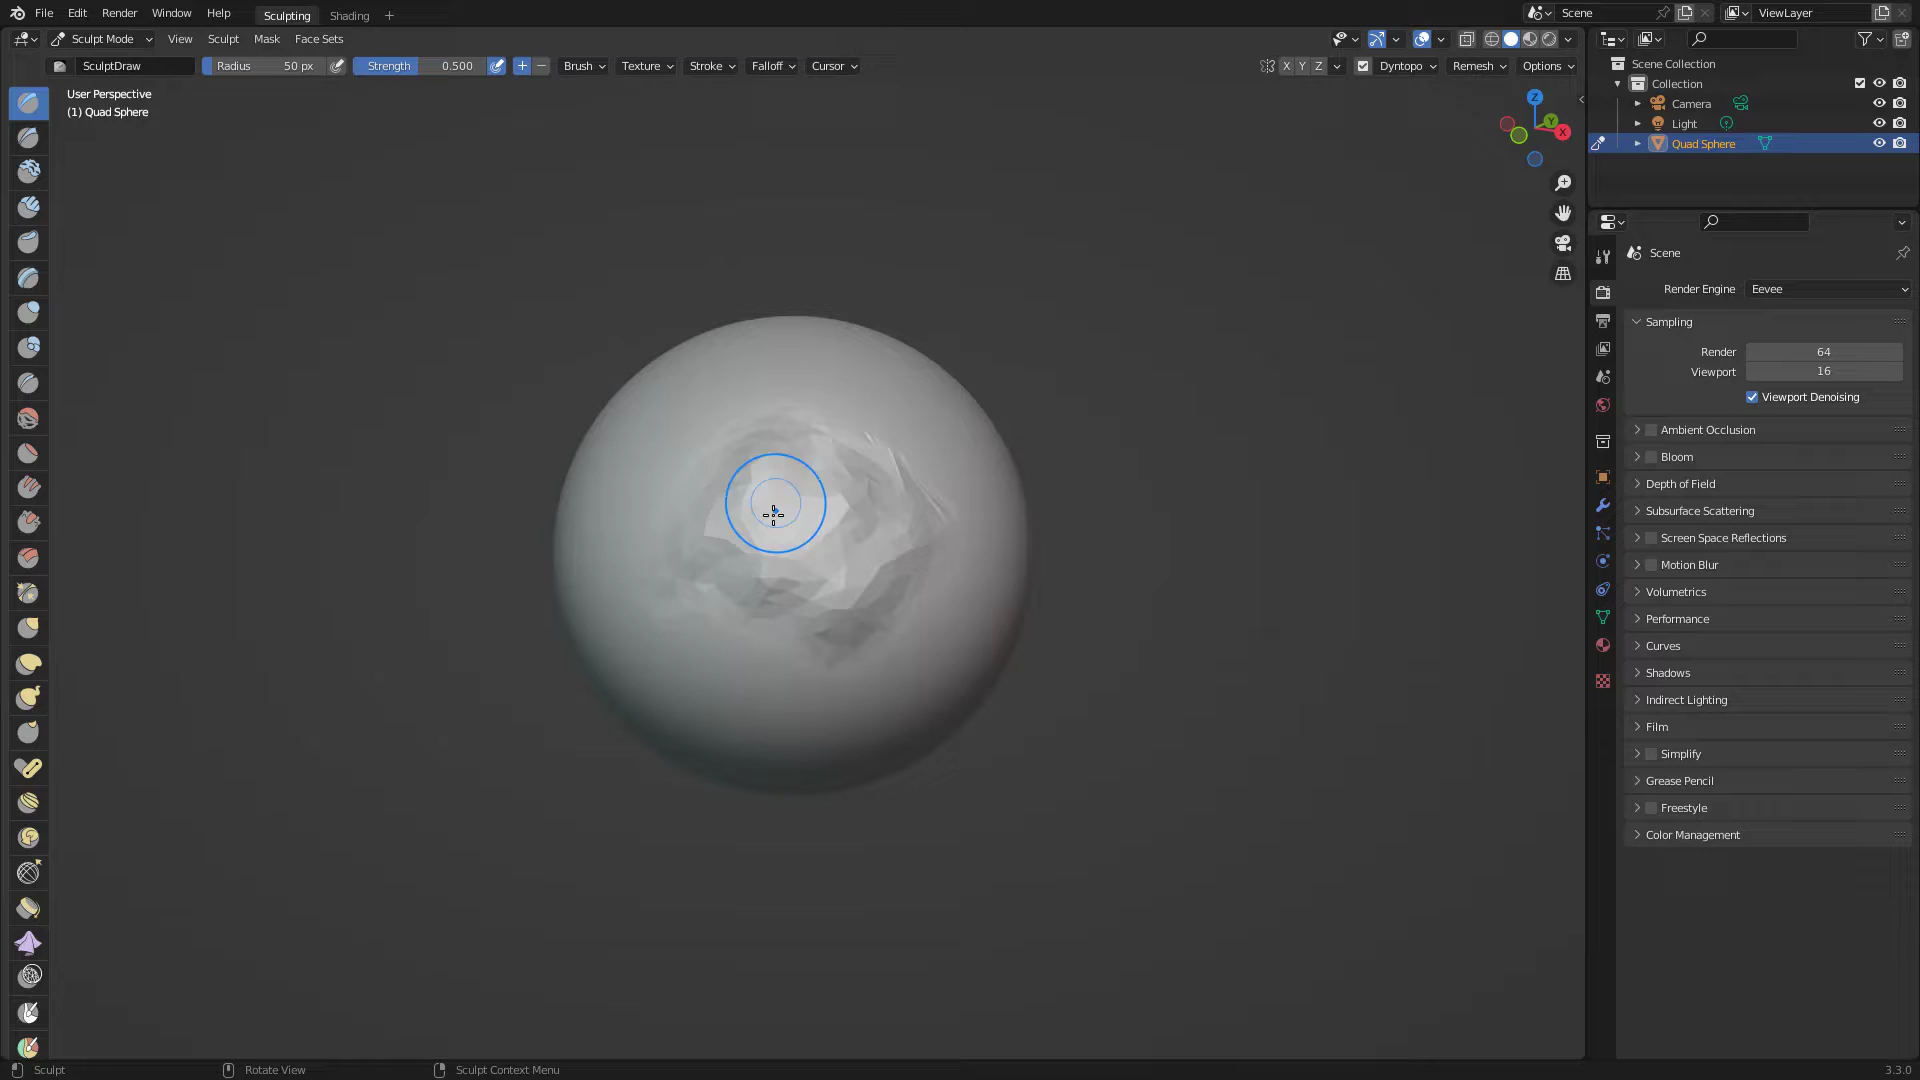 File Edit Render Window Help Sculpting Shading + Scene ViewLayer
Sculpt Mode View Sculpt Mask Face Sets
SculptDraw Radius 50 px Strength 0.500 + − Brush Texture Stroke Falloff Cursor X Y Z Dyntopo Remesh Options
User Perspective
(1) Quad Sphere
Z
Y
X
Scene Collection
Collection
Camera
Light
Quad Sphere
Scene
Render Engine Eevee
Sampling
Render 64
Viewport 16
Viewport Denoising
Ambient Occlusion
Bloom
Depth of Field
Subsurface Scattering
Screen Space Reflections
Motion Blur
Volumetrics
Performance
Curves
Shadows
Indirect Lighting
Film
Simplify
Grease Pencil
Freestyle
Color Management
Sculpt Rotate View Sculpt Context Menu 3.3.0